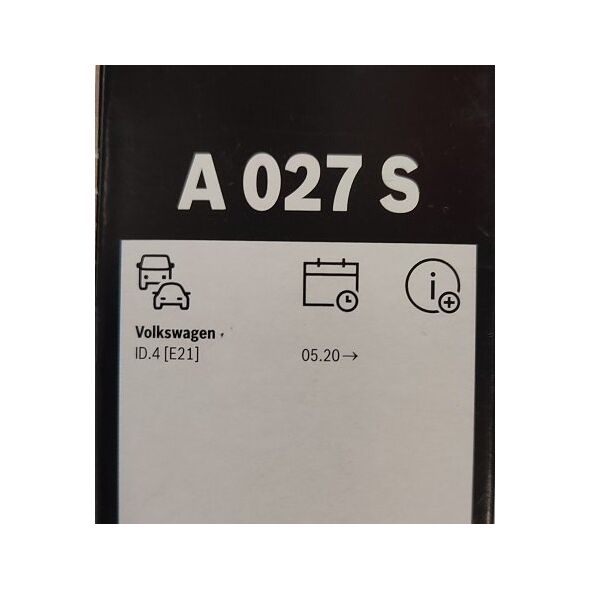 A 027 S
Volkswagen
ID.4 [E21]
05.20→